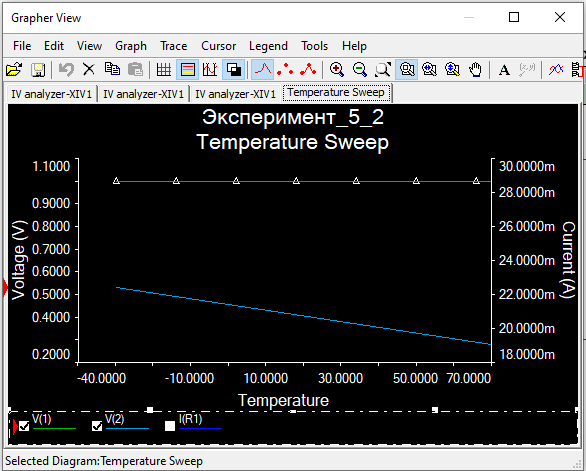 Grapher View
File Edit View Graph Trace Cursor Legend Tools Help
A
IV analyzer-XIV1 IV analyzer-XIV1 IV analyzer-XIV1 Temperature Sweep
Эксперимент_5_2
Temperature Sweep
1.1000
0.9000
0.8000
0.7000
0.6000
0.5000
0.4000
0.2000
Voltage (V)
30.0000m
28.0000m
26.0000m
24.0000m
22.0000m
20.0000m
18.0000m
Current (A)
-40.0000 -10.0000 10.0000 30.0000 50.0000 70.0000
Temperature
V(1) V(2) I(R1)
Selected Diagram:Temperature Sweep